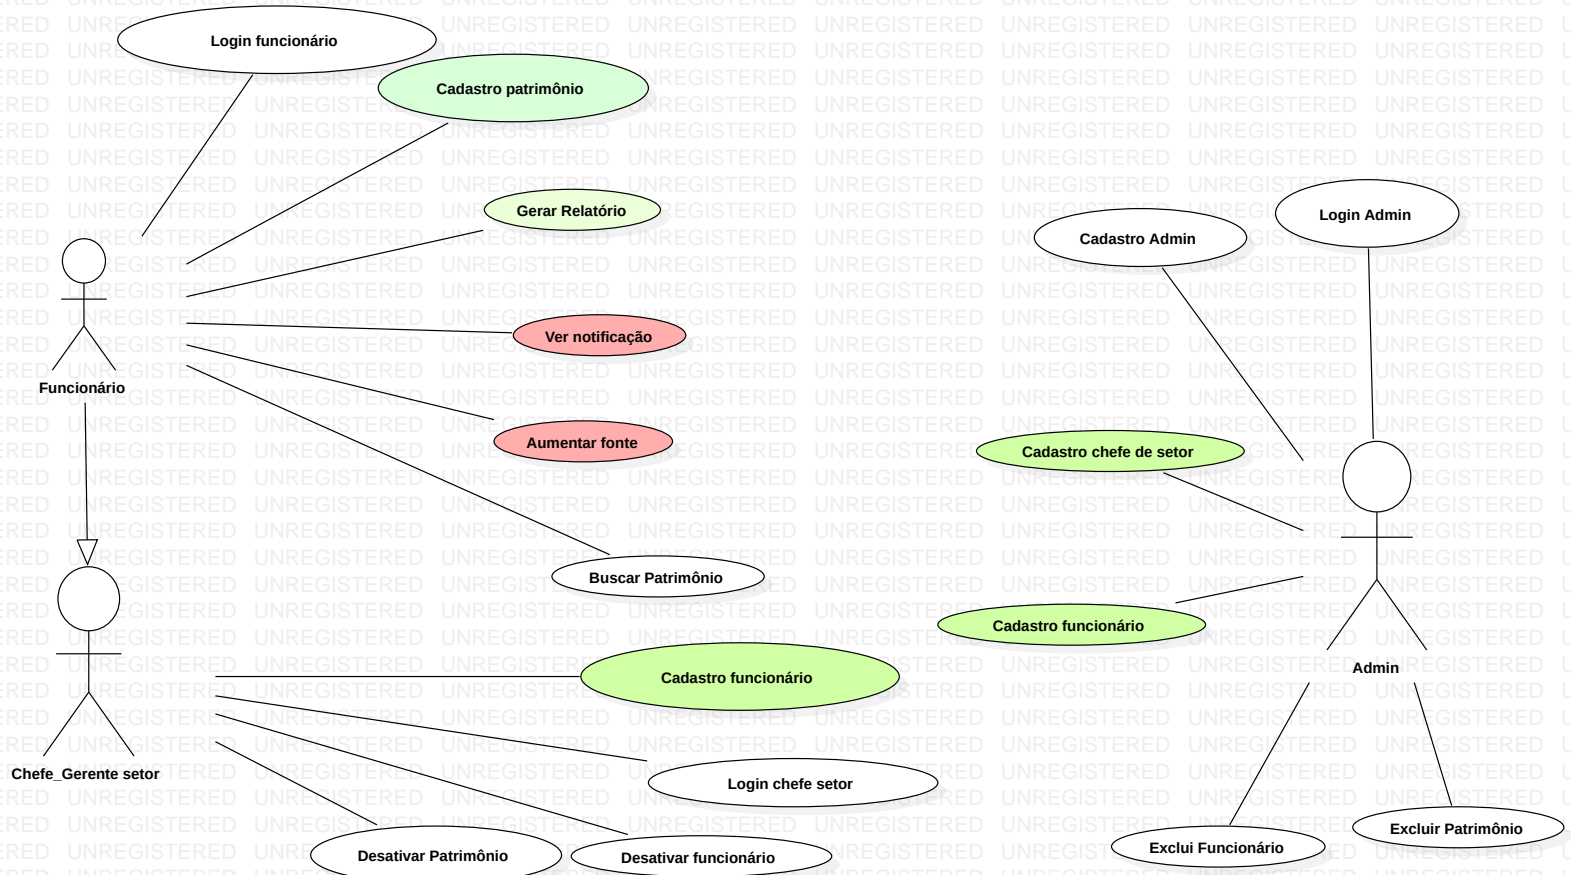 Login funcionário
Cadastro patrimônio
Gerar Relatório
Ver notificação
Aumentar fonte
Buscar Patrimônio
Funcionário
Chefe_Gerente setor
Cadastro funcionário
Login chefe setor
Desativar Patrimônio
Desativar funcionário
Cadastro Admin
Login Admin
Cadastro chefe de setor
Cadastro funcionário
Admin
Exclui Funcionário
Excluir Patrimônio
UNREGISTERED